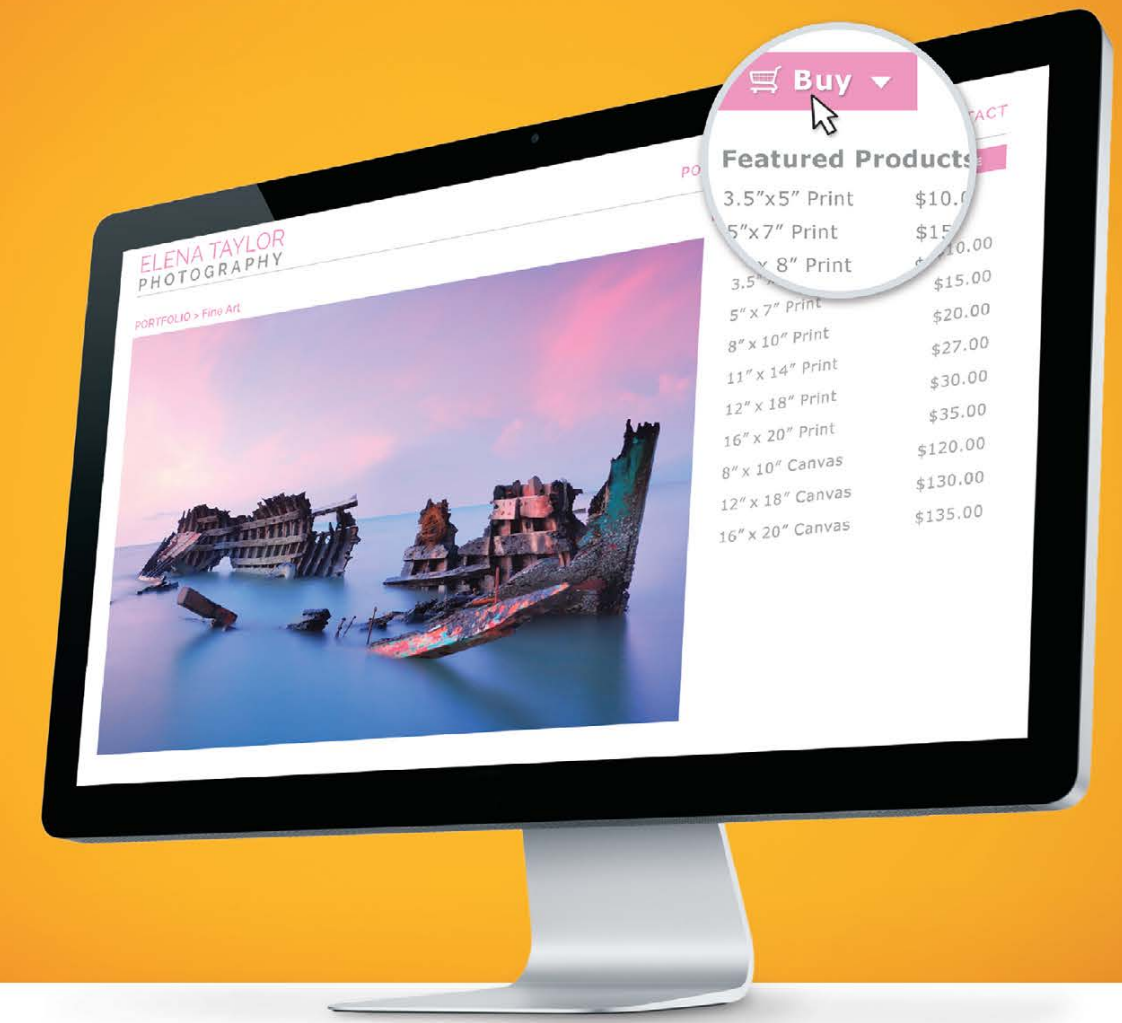 Buy
Featured Products
3.5"x5" Print $10.
5"x7" Print $15
x 8" Print
ELENA TAYLOR
PHOTOGRAPHY
PORTFOLIO > Fine Art
3.5" 10.00
5" x 7" Print $15.00
8" x 10" Print $20.00
11" x 14" Print $27.00
12" x 18" Print $30.00
16" x 20" Print $35.00
8" x 10" Canvas $120.00
12" x 18" Canvas $130.00
16" x 20" Canvas $135.00